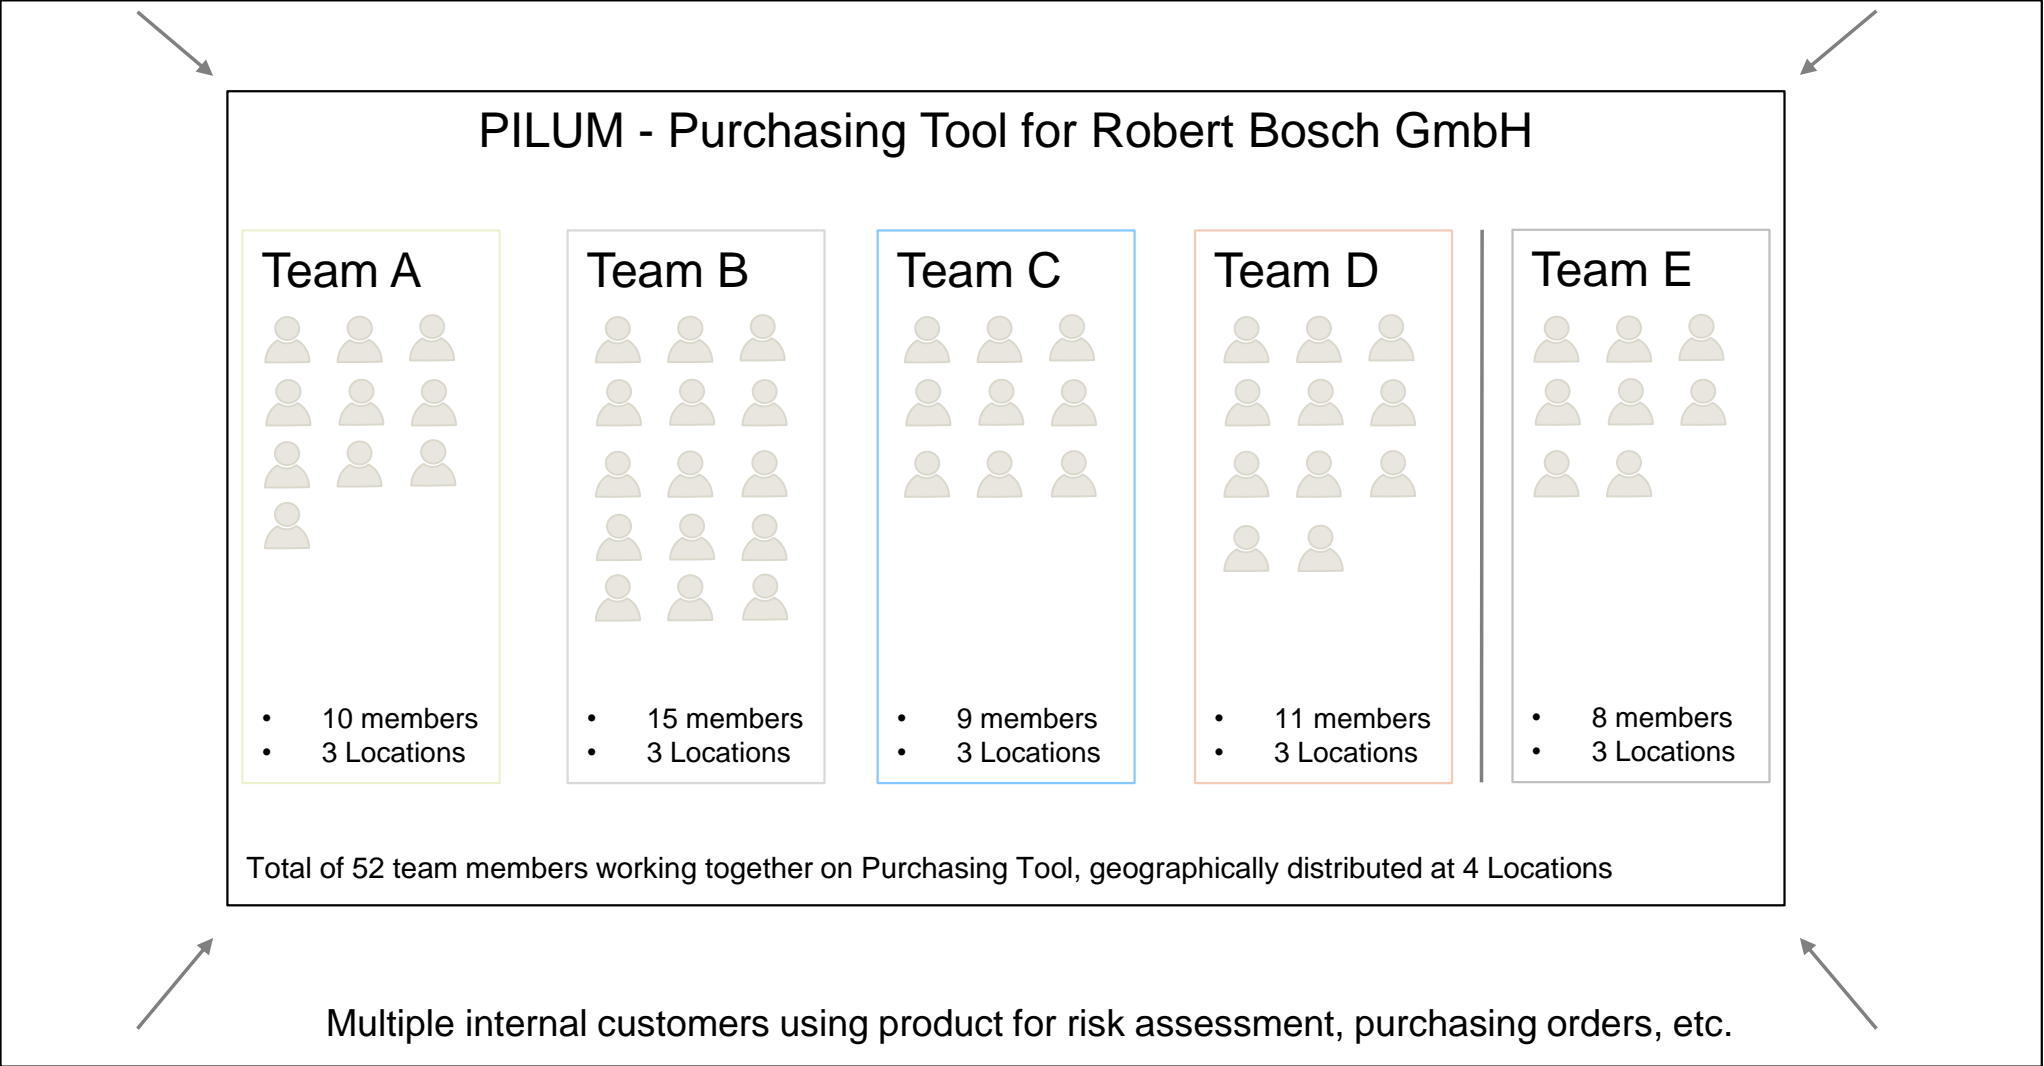 PILUM - Purchasing Tool for Robert Bosch GmbH
Team A
• 10 members
• 3 Locations
Team B
• 15 members
• 3 Locations
Team C
• 9 members
• 3 Locations
Team D
• 11 members
• 3 Locations
Team E
• 8 members
• 3 Locations
Total of 52 team members working together on Purchasing Tool, geographically distributed at 4 Locations
Multiple internal customers using product for risk assessment, purchasing orders, etc.